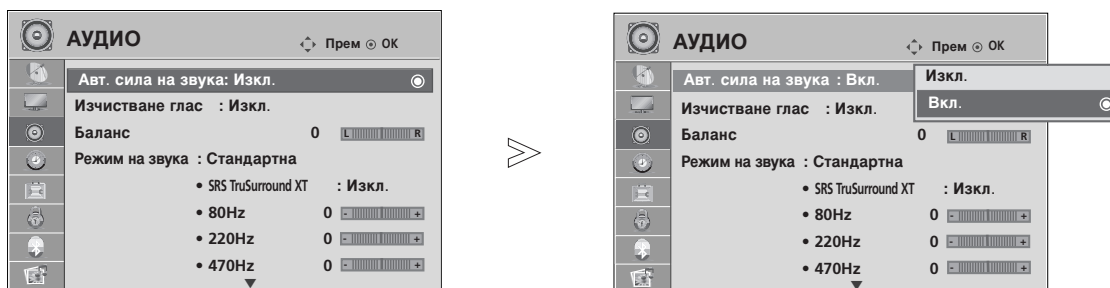 АУДИО
Прем ⊙ ОК
Авт. сила на звука: Изкл.
Изчистване глас : Изкл.
Баланс 0 L R
Режим на звука : Стандартна
• SRS TruSurround XT : Изкл.
• 80Hz 0 - +
• 220Hz 0 - +
• 470Hz 0 - +
АУДИО
Прем ⊙ ОК
Авт. сила на звука : Вкл.
Изкл.
Вкл.
Изчистване глас : Изкл.
Баланс 0 L R
Режим на звука : Стандартна
• SRS TruSurround XT : Изкл.
• 80Hz 0 - +
• 220Hz 0 - +
• 470Hz 0 - +